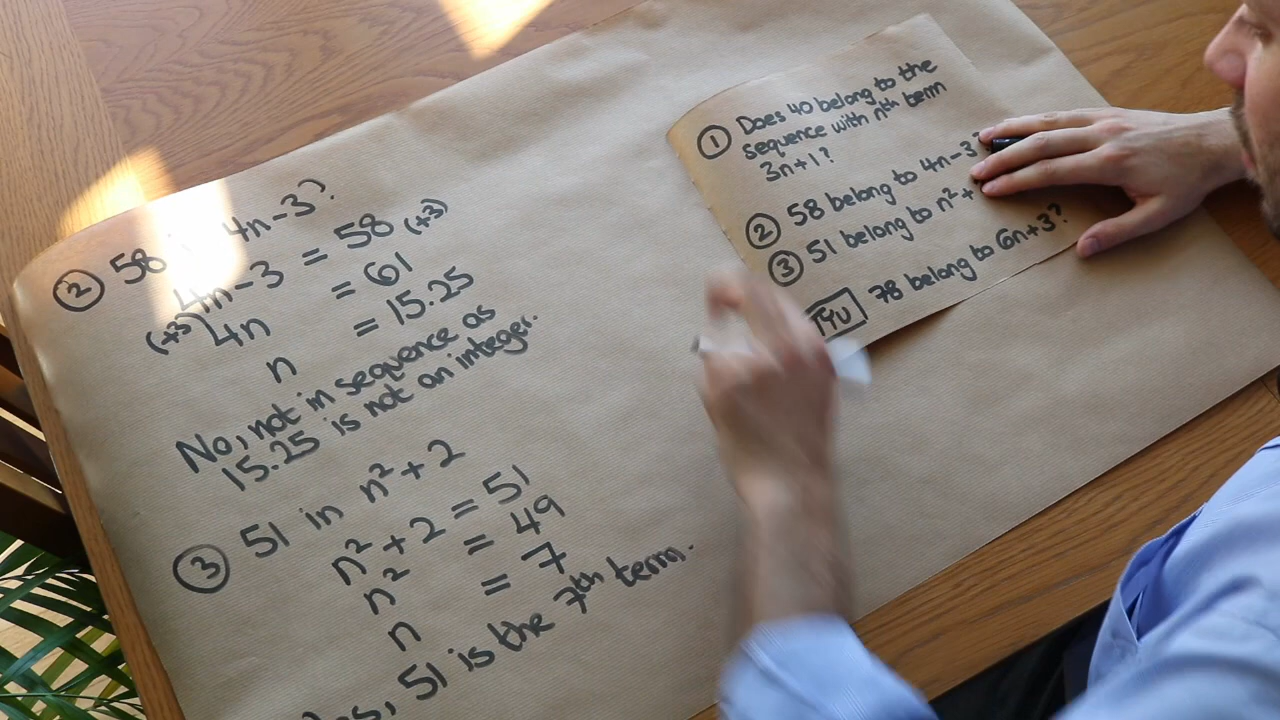 ② 58 4n-3?
4n-3 = 58 (+3)
(+3) 4n = 61
n = 15.25
No, not in sequence as
15.25 is not an integer.
③ 51 in n²+2
n²+2 = 51
n² = 49
n = 7
51 is the 7th term.
① Does 40 belong to the
sequence with nth term
3n+1?
② 58 belong to 4n-3?
③ 51 belong to n²+
TYU 78 belong to 6n+3?